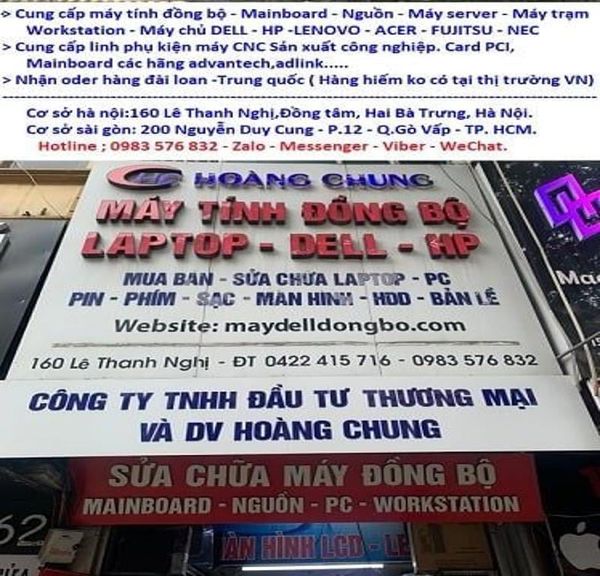 > Cung cấp máy tính đồng bộ - Mainboard - Nguồn - Máy server - Máy trạm
Workstation - Máy chủ DELL - HP -LENOVO - ACER - FUJITSU - NEC
> Cung cấp linh phụ kiện máy CNC Sản xuất công nghiệp. Card PCI,
Mainboard các hãng advantech,adlink.....
> Nhận oder hàng đài loan -Trung quốc ( Hàng hiếm ko có tại thị trường VN)
Cơ sở hà nội:160 Lê Thanh Nghị,Đồng tâm, Hai Bà Trưng, Hà Nội.
Cơ sở sài gòn: 200 Nguyễn Duy Cung - P.12 - Q.Gò Vấp - TP. HCM.
Hotline ; 0983 576 832 - Zalo - Messenger - Viber - WeChat.
HOÀNG CHUNG
MÁY TÍNH ĐỒNG BỘ
LAPTOP - DELL - HP
MUA BÁN - SỬA CHỮA LAPTOP - PC
PIN - PHÍM - SẠC - MÀN HÌNH - HDD - BẢN LỀ
Website: maydelldongbo.com
160 Lê Thanh Nghị - ĐT 0422 415 716 - 0983 576 832
CÔNG TY TNHH ĐẦU TƯ THƯƠNG MẠI
VÀ DV HOÀNG CHUNG
SỬA CHỮA MÁY ĐỒNG BỘ
MAINBOARD - NGUỒN - PC - WORKSTATION
62
ÀN HÌNH LCD - LE